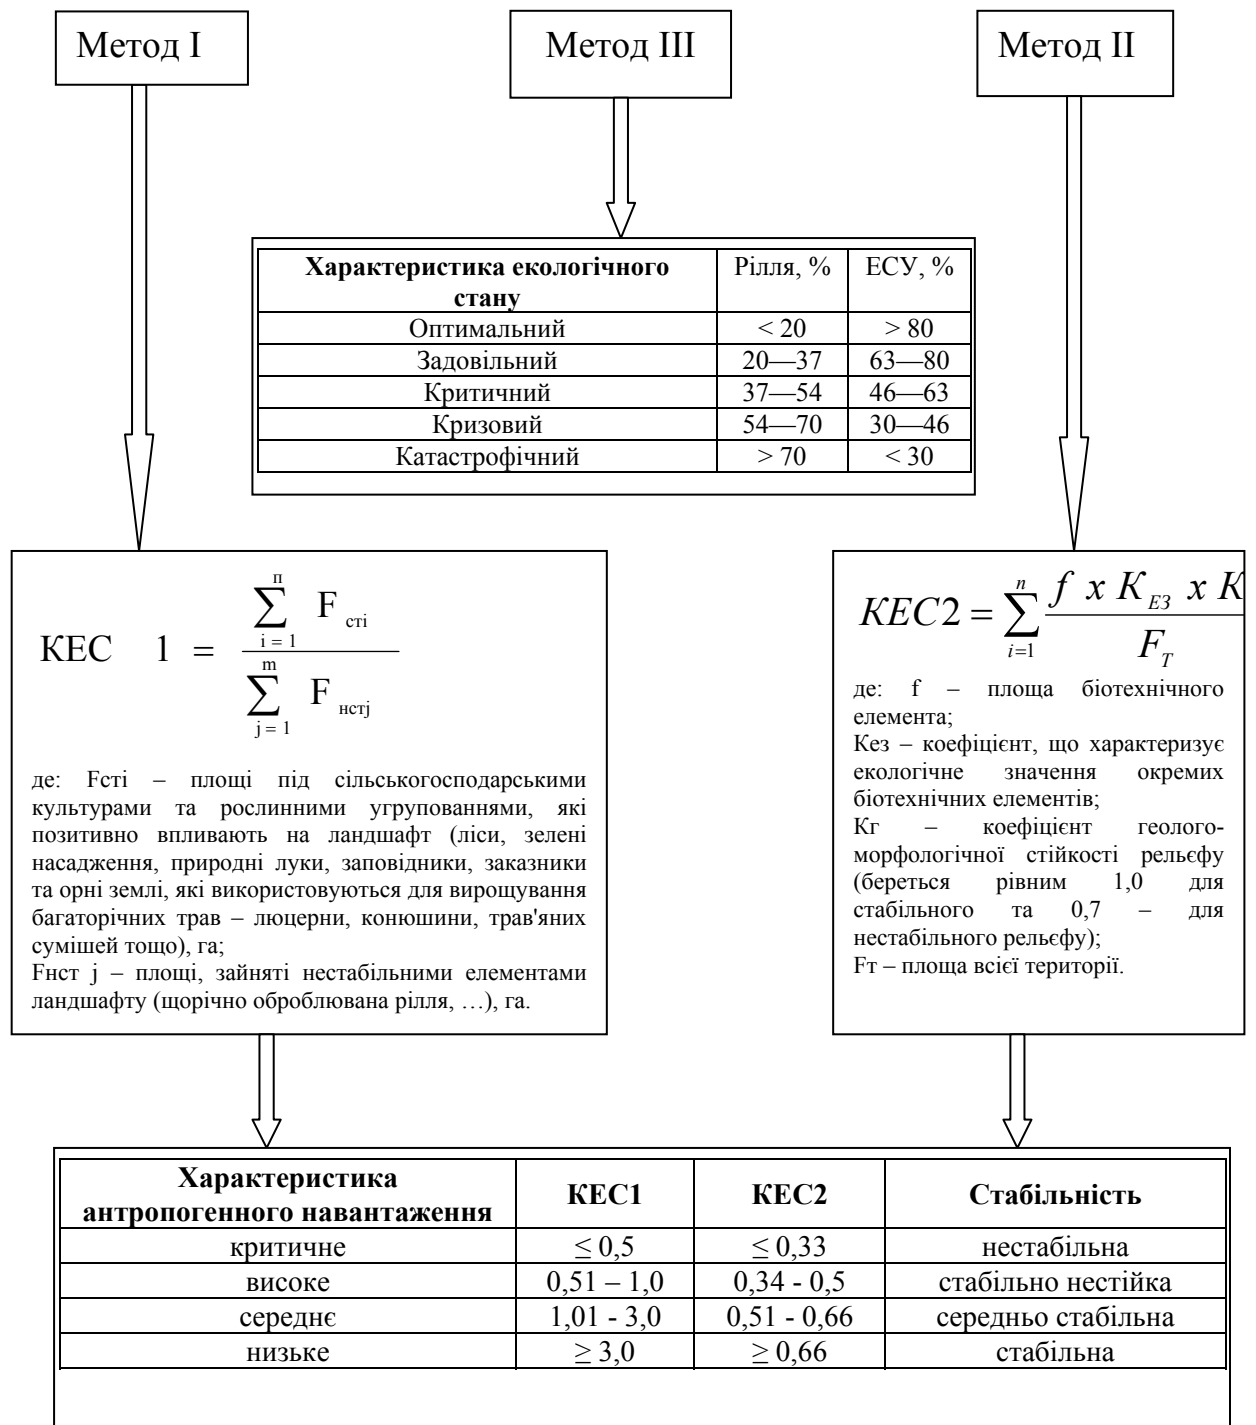 Метод I
Метод III
Метод II
Характеристика екологічного стану | Рілля, % | ЕСУ, %
Оптимальний | < 20 | > 80
Задовільний | 20—37 | 63—80
Критичний | 37—54 | 46—63
Кризовий | 54—70 | 30—46
Катастрофічний | > 70 | < 30
п
∑ F сті
i = 1
КЕС 1 =
m
∑ F нстj
j = 1
де: Fсті – площі під сільськогосподарськими
культурами та рослинними угрупованнями, які
позитивно впливають на ландшафт (ліси, зелені
насадження, природні луки, заповідники, заказники
та орні землі, які використовуються для вирощування
багаторічних трав – люцерни, конюшини, трав'яних
сумішей тощо), га;
Fнст j – площі, зайняті нестабільними елементами
ландшафту (щорічно оброблювана рілля, …), га.
n
КЕС2 = ∑ f x K ЕЗ x K
i=1
F T
де: f – площа біотехнічного
елемента;
Кез – коефіцієнт, що характеризує
екологічне значення окремих
біотехнічних елементів;
Кг – коефіцієнт геолого-
морфологічної стійкості рельєфу
(береться рівним 1,0 для
стабільного та 0,7 – для
нестабільного рельєфу);
Fт – площа всієї території.
Характеристика антропогенного навантаження | КЕС1 | КЕС2 | Стабільність
критичне | ≤ 0,5 | ≤ 0,33 | нестабільна
високе | 0,51 – 1,0 | 0,34 - 0,5 | стабільно нестійка
середнє | 1,01 - 3,0 | 0,51 - 0,66 | середньо стабільна
низьке | ≥ 3,0 | ≥ 0,66 | стабільна